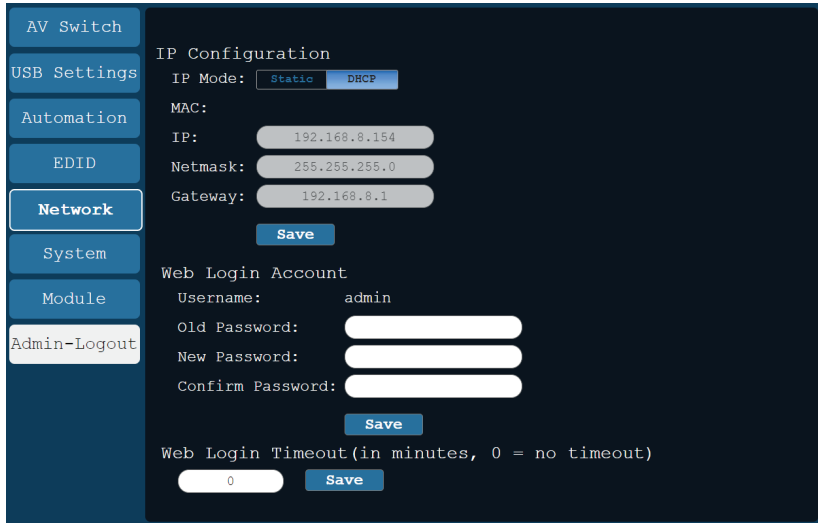 AV Switch
USB Settings
Automation
EDID
Network
System
Module
Admin-Logout
IP Configuration
IP Mode: Static DHCP
MAC:
IP: 192.168.8.154
Netmask: 255.255.255.0
Gateway: 192.168.8.1
Save
Web Login Account
Username: admin
Old Password:
New Password:
Confirm Password:
Save
Web Login Timeout(in minutes, 0 = no timeout)
0 Save